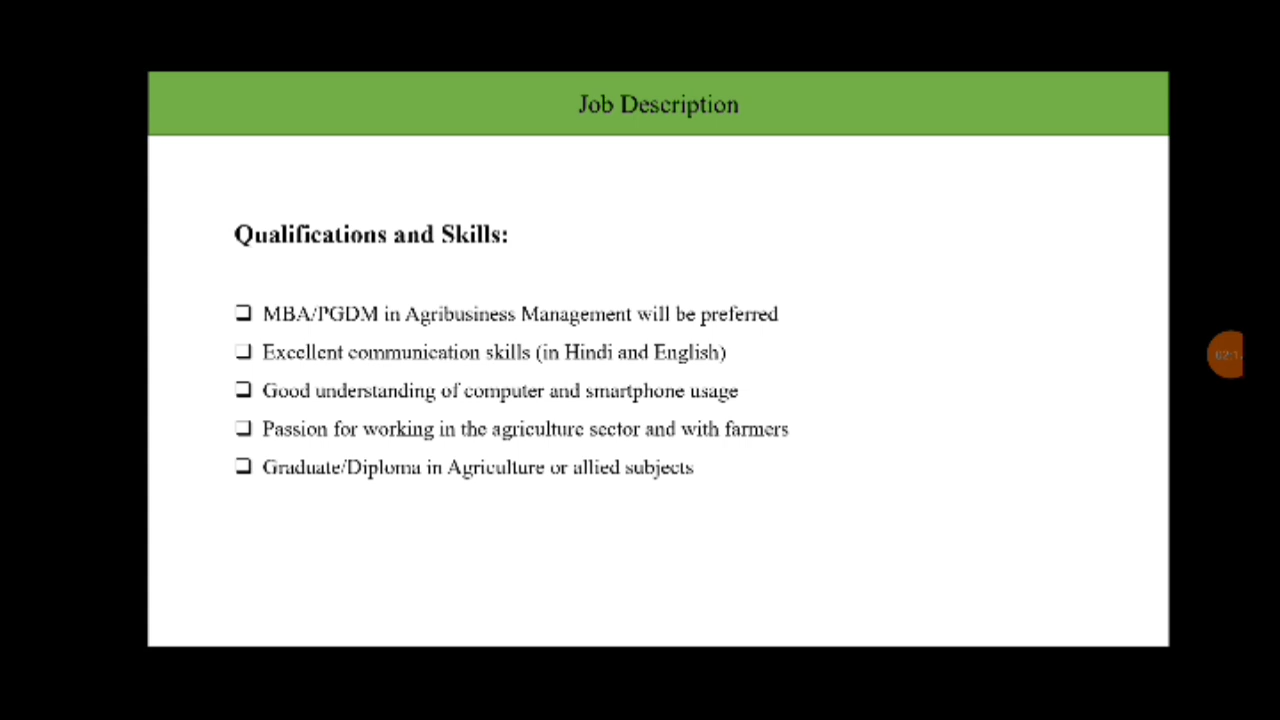 Job Description
Qualifications and Skills:
MBA/PGDM in Agribusiness Management will be preferred
Excellent communication skills (in Hindi and English)
Good understanding of computer and smartphone usage
Passion for working in the agriculture sector and with farmers
Graduate/Diploma in Agriculture or allied subjects